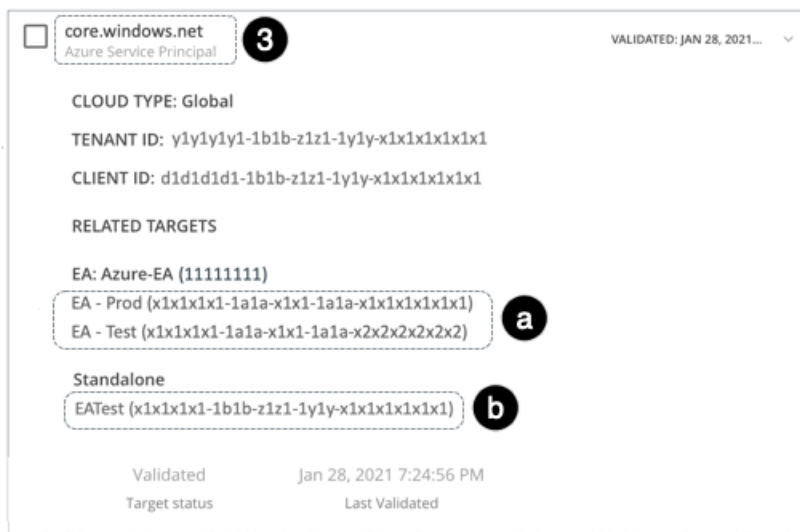 core.windows.net
Azure Service Principal
3
VALIDATED: JAN 28, 2021...
CLOUD TYPE: Global
TENANT ID: y1y1y1y1-1b1b-z1z1-1y1y-x1x1x1x1x1x1
CLIENT ID: d1d1d1d1-1b1b-z1z1-1y1y-x1x1x1x1x1x1
RELATED TARGETS
EA: Azure-EA (11111111)
EA - Prod (x1x1x1x1-1a1a-x1x1-1a1a-x1x1x1x1x1x1)
EA - Test (x1x1x1x1-1a1a-x1x1-1a1a-x2x2x2x2x2x2)
a
Standalone
EATest (x1x1x1x1-1b1b-z1z1-1y1y-x1x1x1x1x1x1)
b
Validated Jan 28, 2021 7:24:56 PM
Target status Last Validated